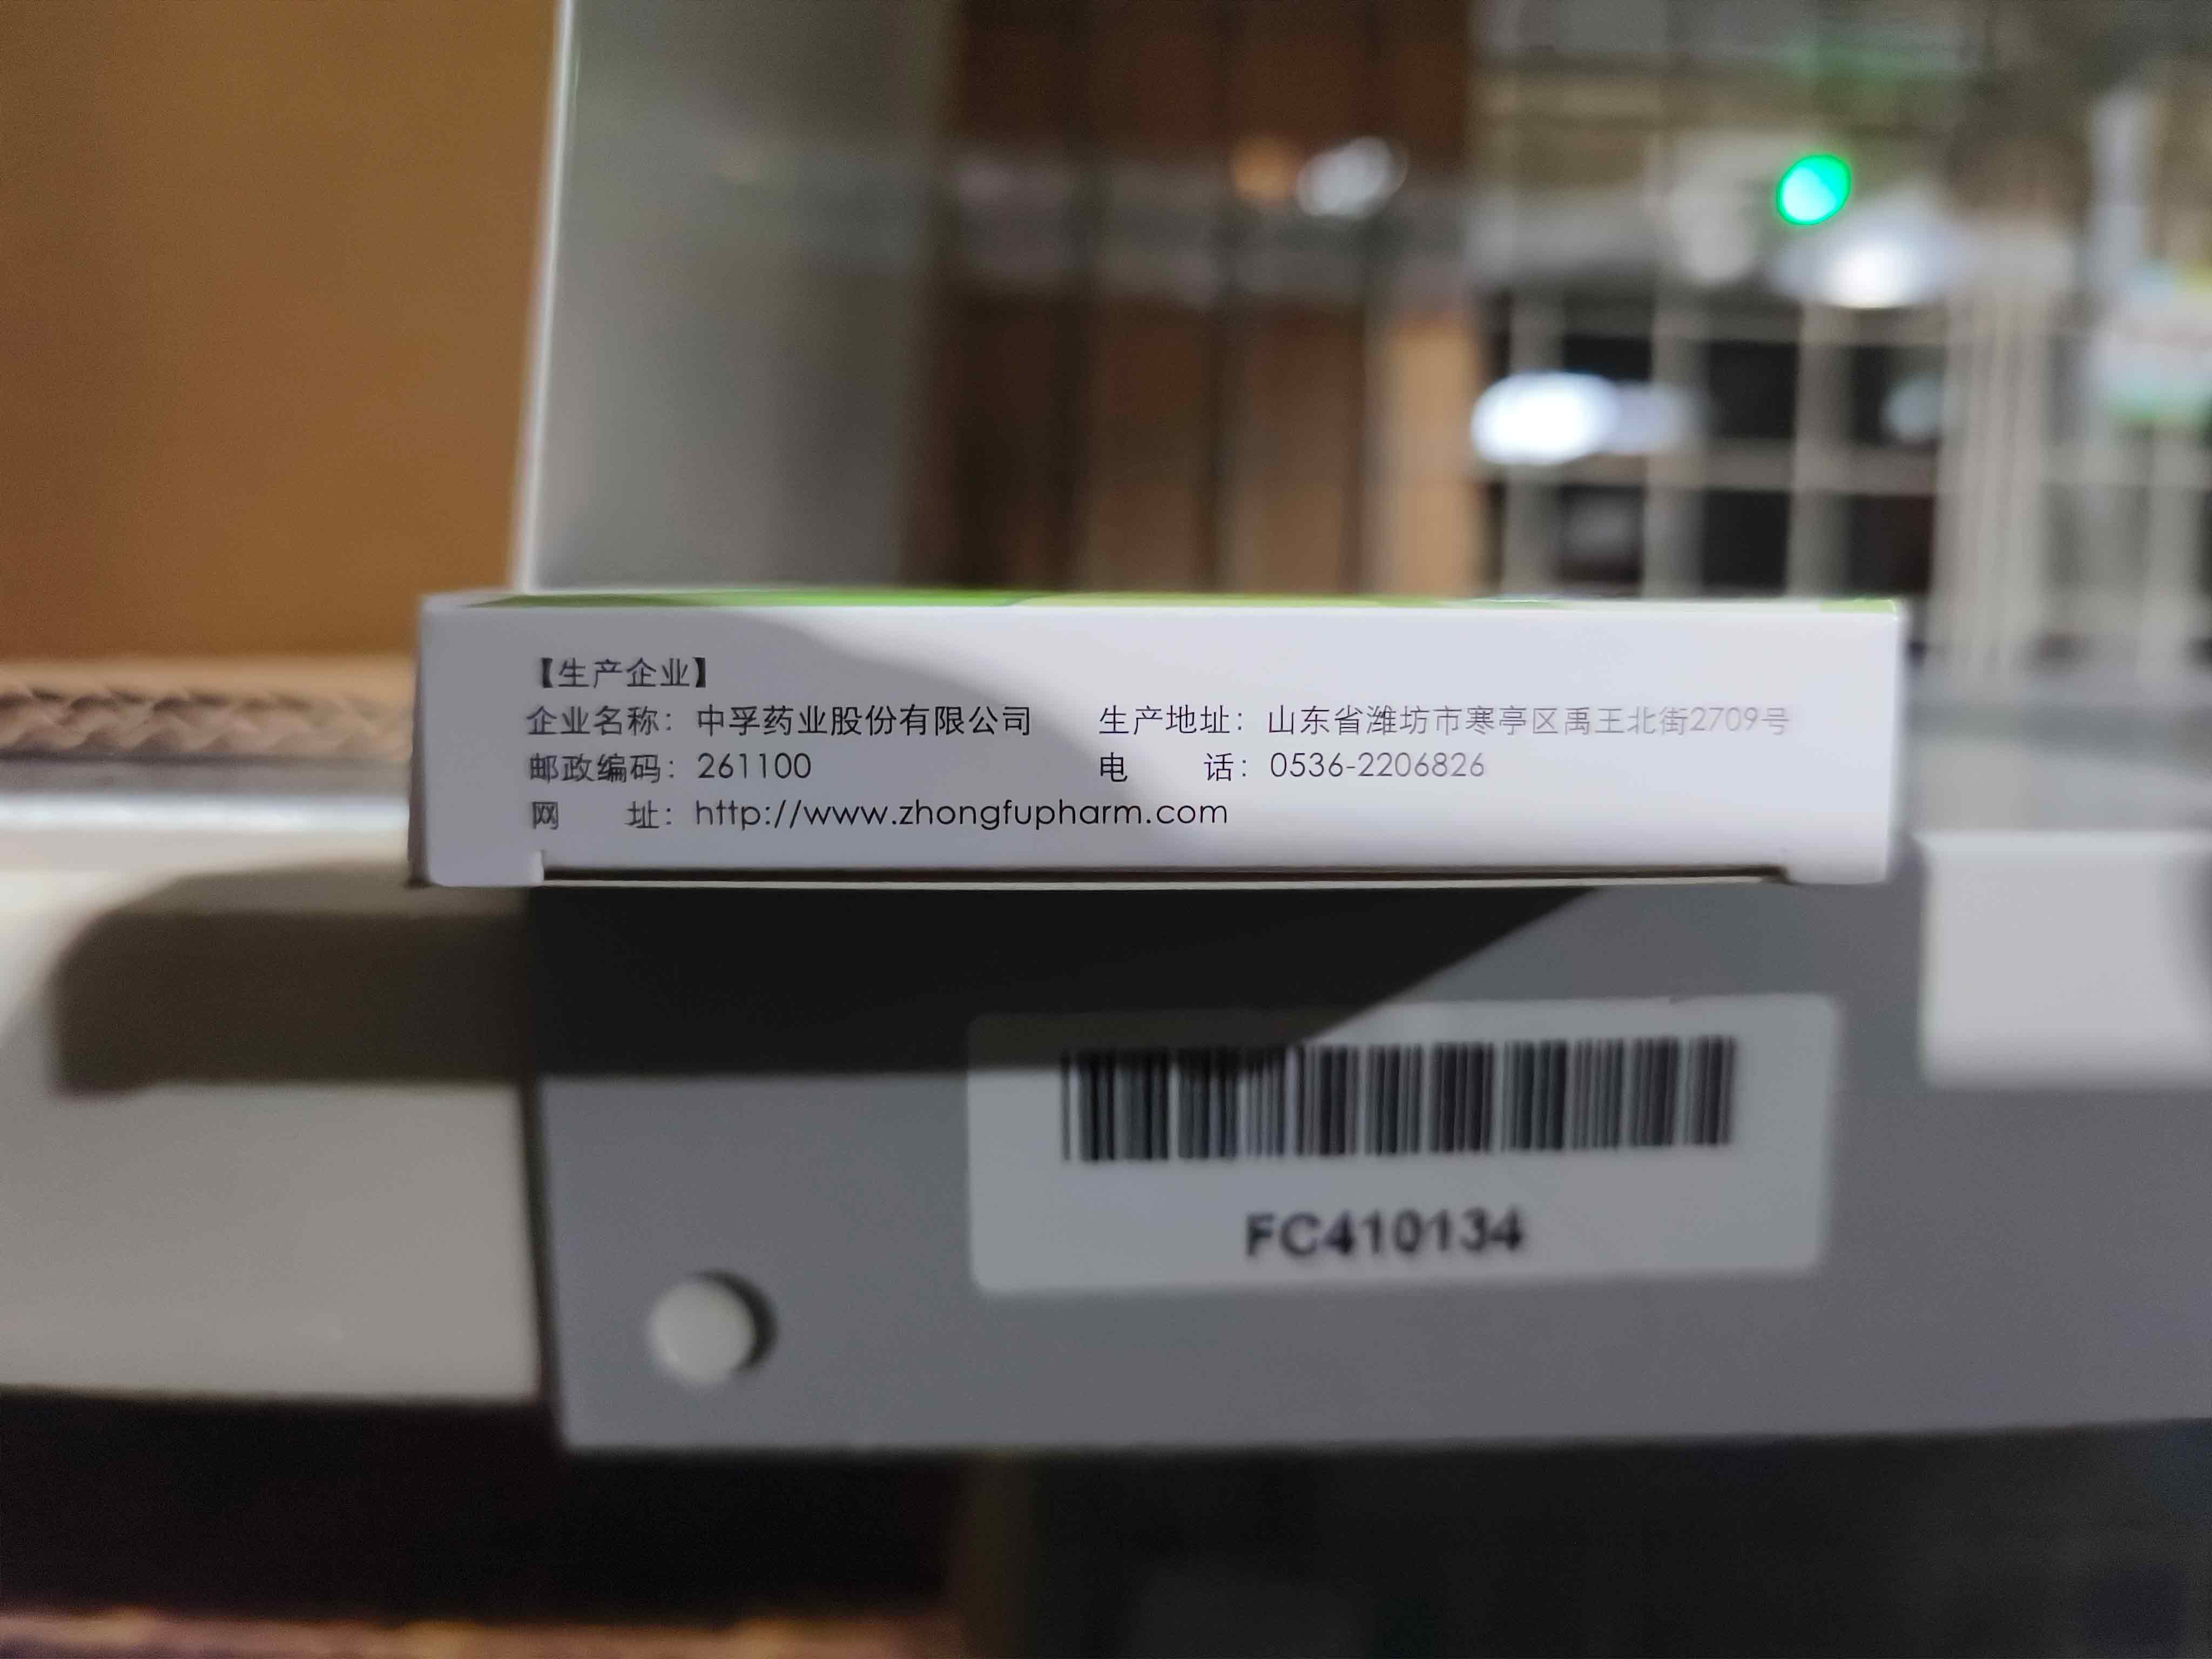 【生产企业】
企业名称：中孚药业股份有限公司 生产地址：山东省潍坊市寒亭区禹王北街2709号
邮政编码：261100 电 话：0536-2206826
网 址：http://www.zhongfupharm.com
FC410134